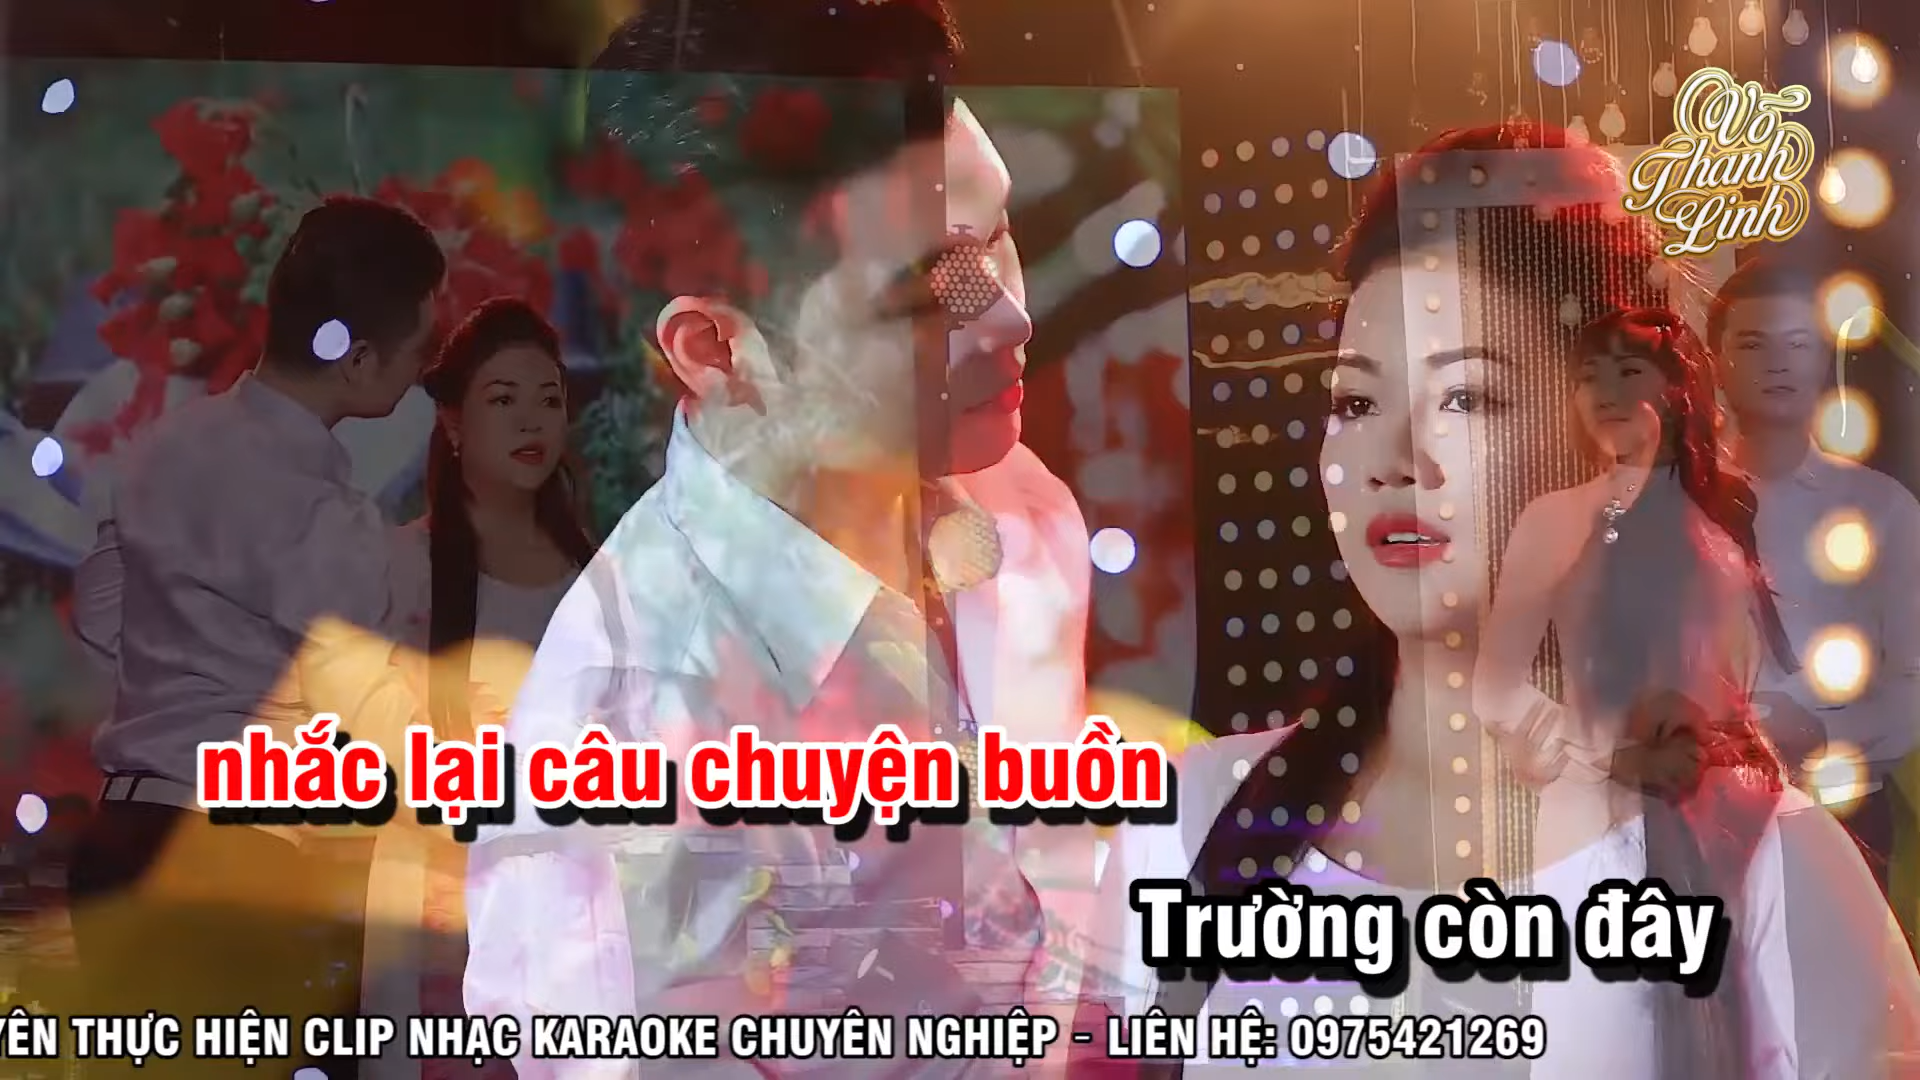 Võ
Thanh
Linh
nhắc lại câu chuyện buồn
Trường còn đây
YÊN THỰC HIỆN CLIP NHẠC KARAOKE CHUYÊN NGHIỆP - LIÊN HỆ: 0975421269